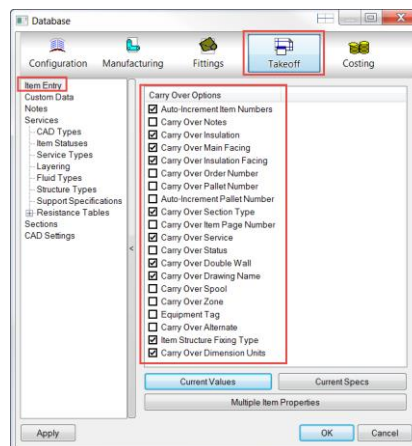 Database
Configuration
Manufacturing
Fittings
Takeoff
Costing
Item Entry
Custom Data
Notes
Services
CAD Types
Item Statuses
Service Types
Layering
Fluid Types
Structure Types
Support Specifications
Resistance Tables
Sections
CAD Settings
<
Carry Over Options
Auto-Increment Item Numbers
Carry Over Notes
Carry Over Insulation
Carry Over Main Facing
Carry Over Insulation Facing
Carry Over Order Number
Carry Over Pallet Number
Auto-Increment Pallet Number
Carry Over Section Type
Carry Over Item Page Number
Carry Over Service
Carry Over Status
Carry Over Double Wall
Carry Over Drawing Name
Carry Over Spool
Carry Over Zone
Equipment Tag
Carry Over Alternate
Item Structure Fixing Type
Carry Over Dimension Units
Current Values
Current Specs
Multiple Item Properties
Apply
OK
Cancel